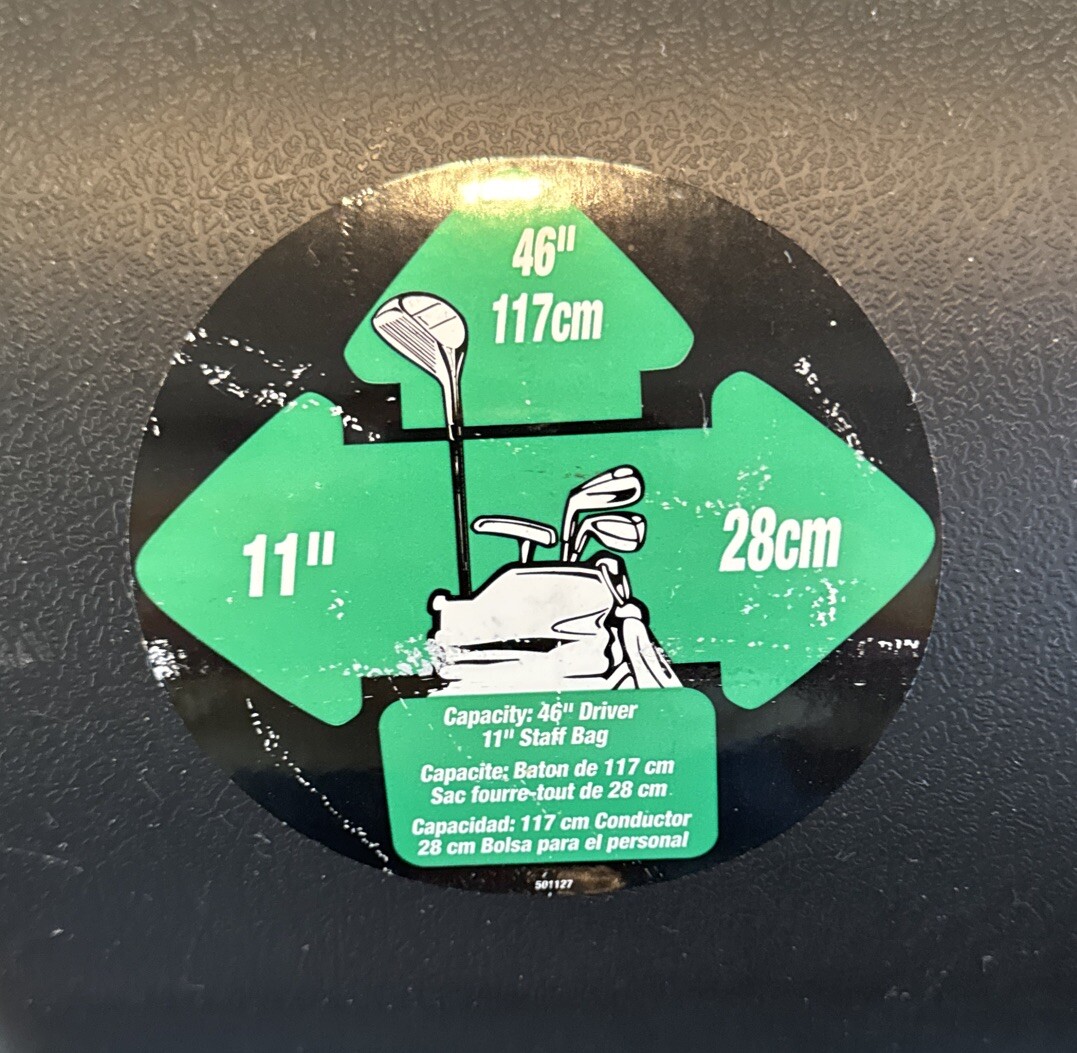 46"
117cm
11"
28cm
Capacity: 46" Driver
11" Staff Bag
Capacite: Baton de 117 cm
Sac fourre-tout de 28 cm
Capacidad: 117 cm Conductor
28 cm Bolsa para el personal
501127